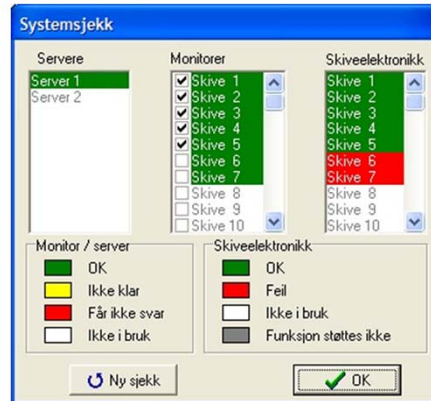 Systemsjekk
Servere
Monitorer
Skiveelektronikk
Server 1
Server 2
Skive 1
Skive 2
Skive 3
Skive 4
Skive 5
Skive 6
Skive 7
Skive 8
Skive 9
Skive 10
Skive 1
Skive 2
Skive 3
Skive 4
Skive 5
Skive 6
Skive 7
Skive 8
Skive 9
Skive 10
Monitor / server
OK
Ikke klar
Får ikke svar
Ikke i bruk
Skiveelektronikk
OK
Feil
Ikke i bruk
Funksjon støttes ikke
Ny sjekk
OK